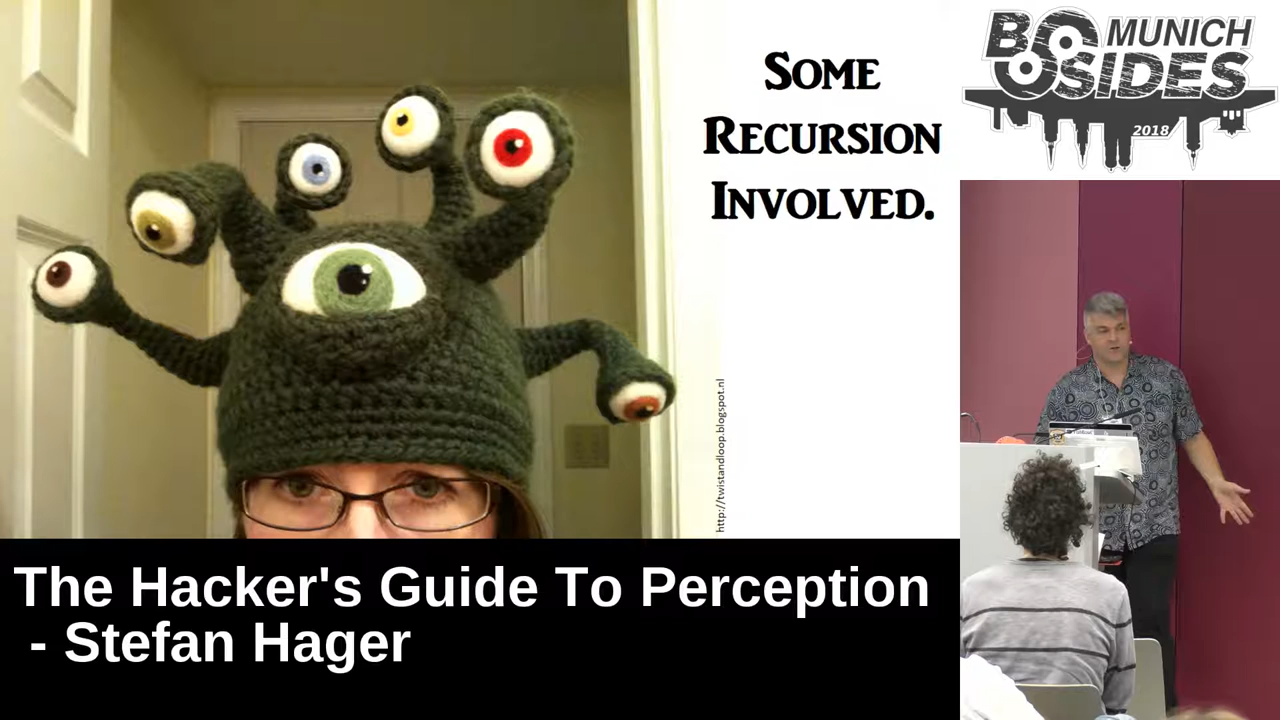 Some
Recursion
Involved.
http://twistandloop.blogspot.nl
BSIDES
MUNICH
2018
The Hacker's Guide To Perception
- Stefan Hager